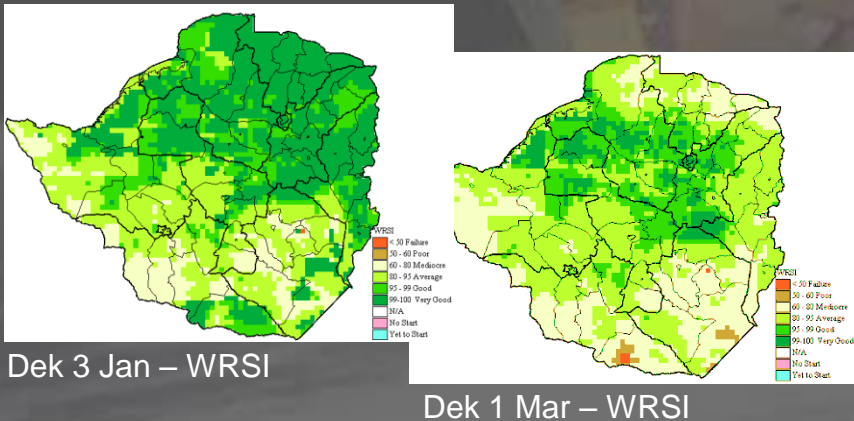 WRSI
< 50 Failure
50 - 60 Poor
60 - 80 Mediocre
80 - 95 Average
95 - 99 Good
99-100 Very Good
N/A
No Start
Yet to Start
Dek 3 Jan – WRSI
WRSI
< 50 Failure
50 - 60 Poor
60 - 80 Mediocre
80 - 95 Average
95 - 99 Good
99-100 Very Good
N/A
No Start
Yet to Start
Dek 1 Mar – WRSI